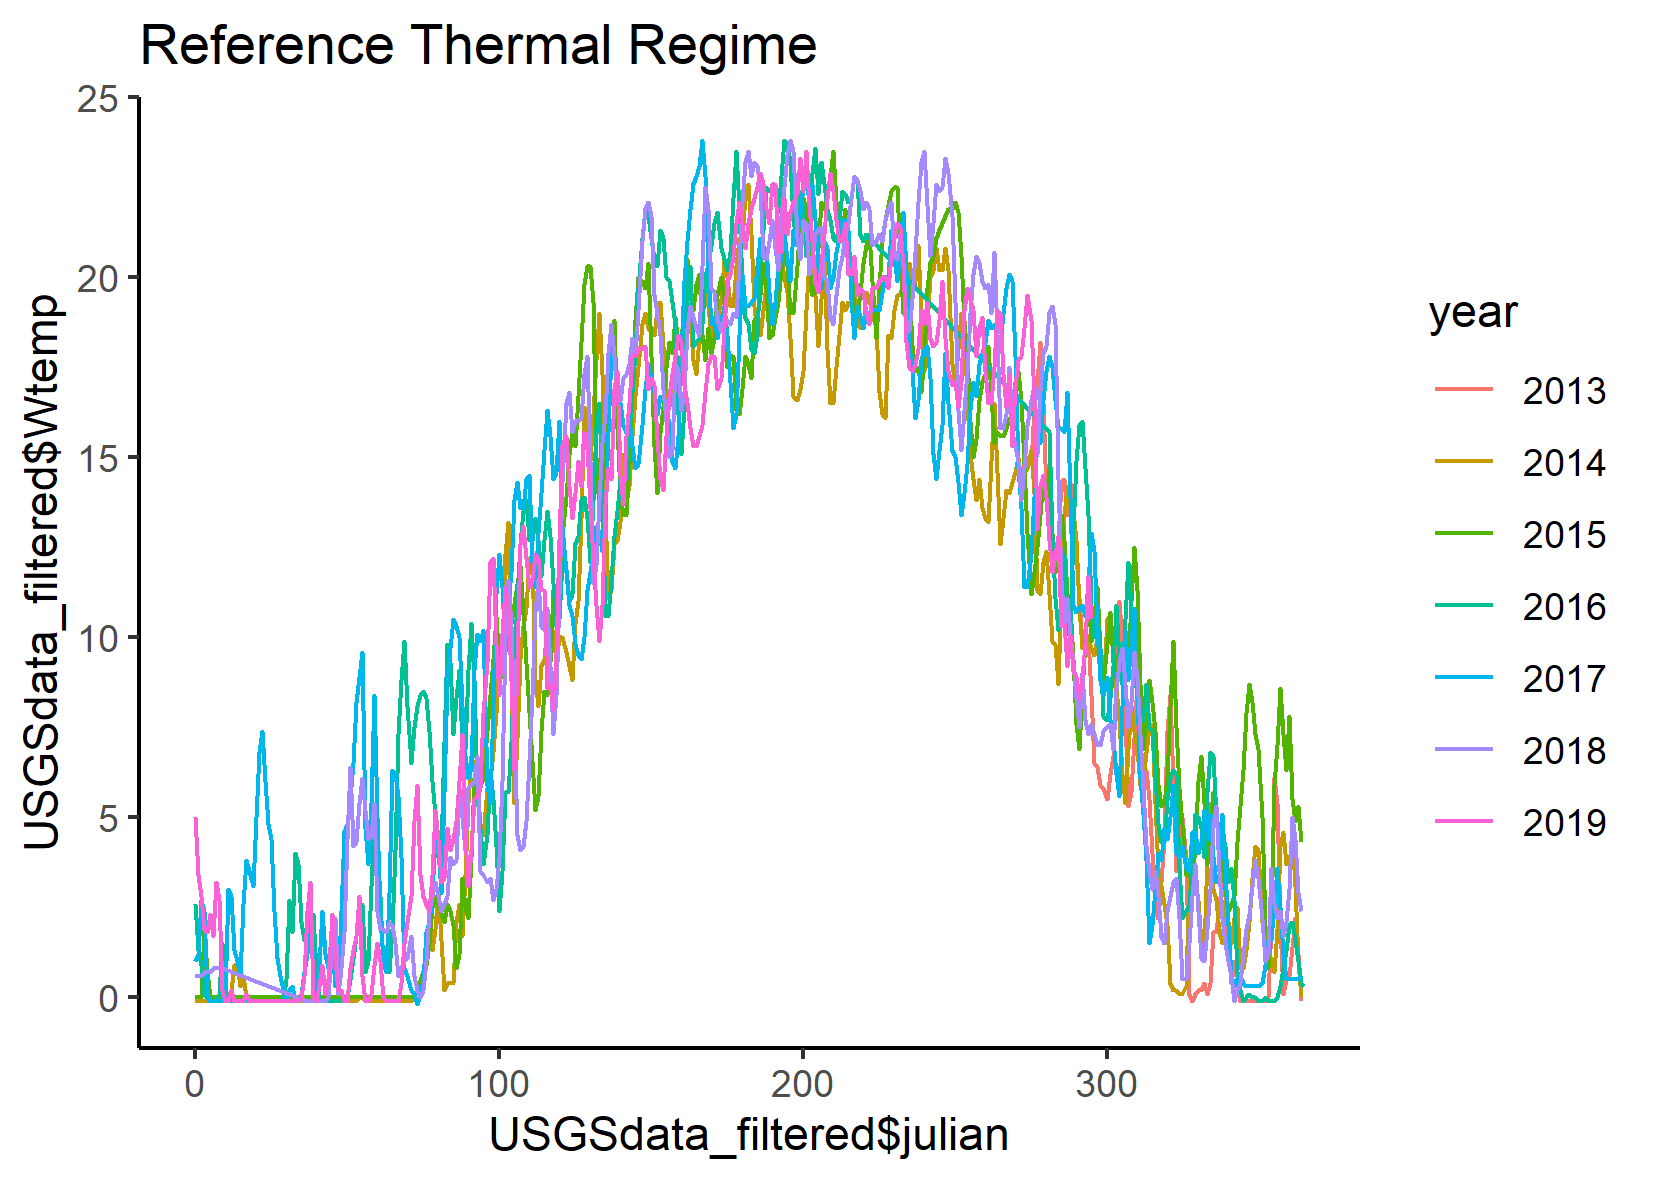 Reference Thermal Regime
25
20
15
10
5
0
USGSdata_filtered$Wtemp
0 100 200 300
USGSdata_filtered$julian
year
2013
2014
2015
2016
2017
2018
2019